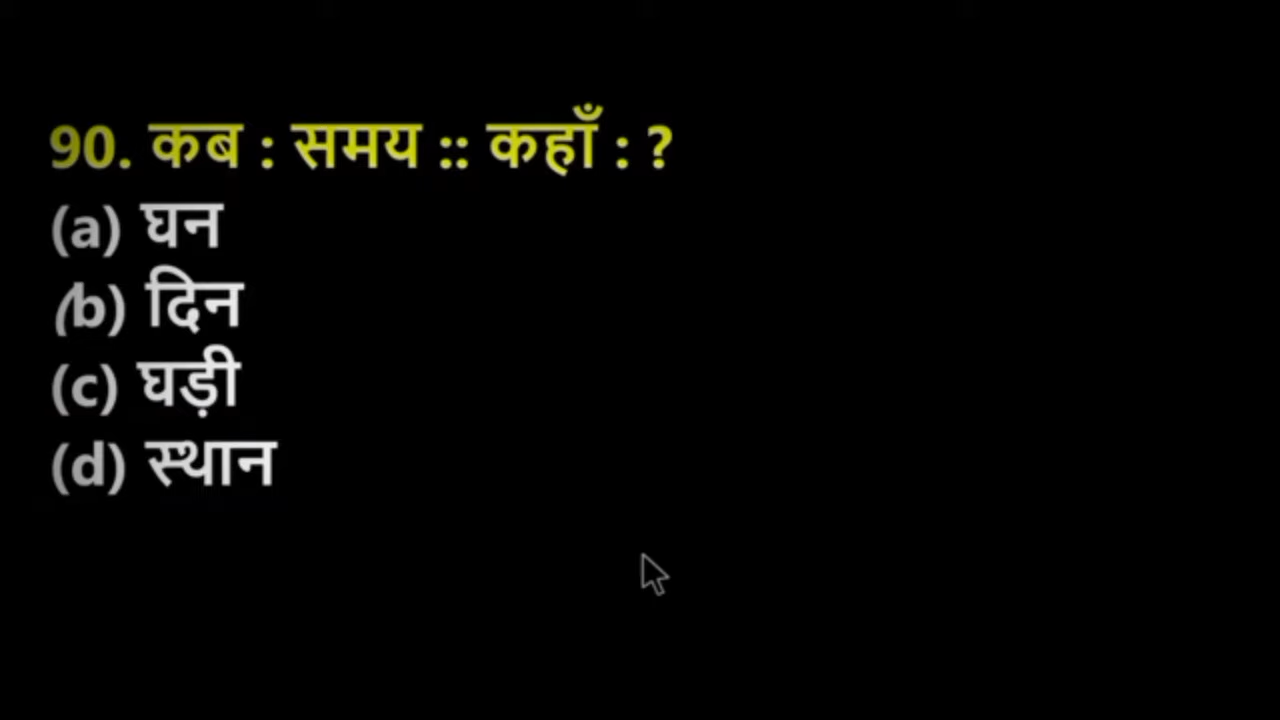 90. कब : समय :: कहाँ : ?
(a) घन
(b) दिन
(c) घड़ी
(d) स्थान